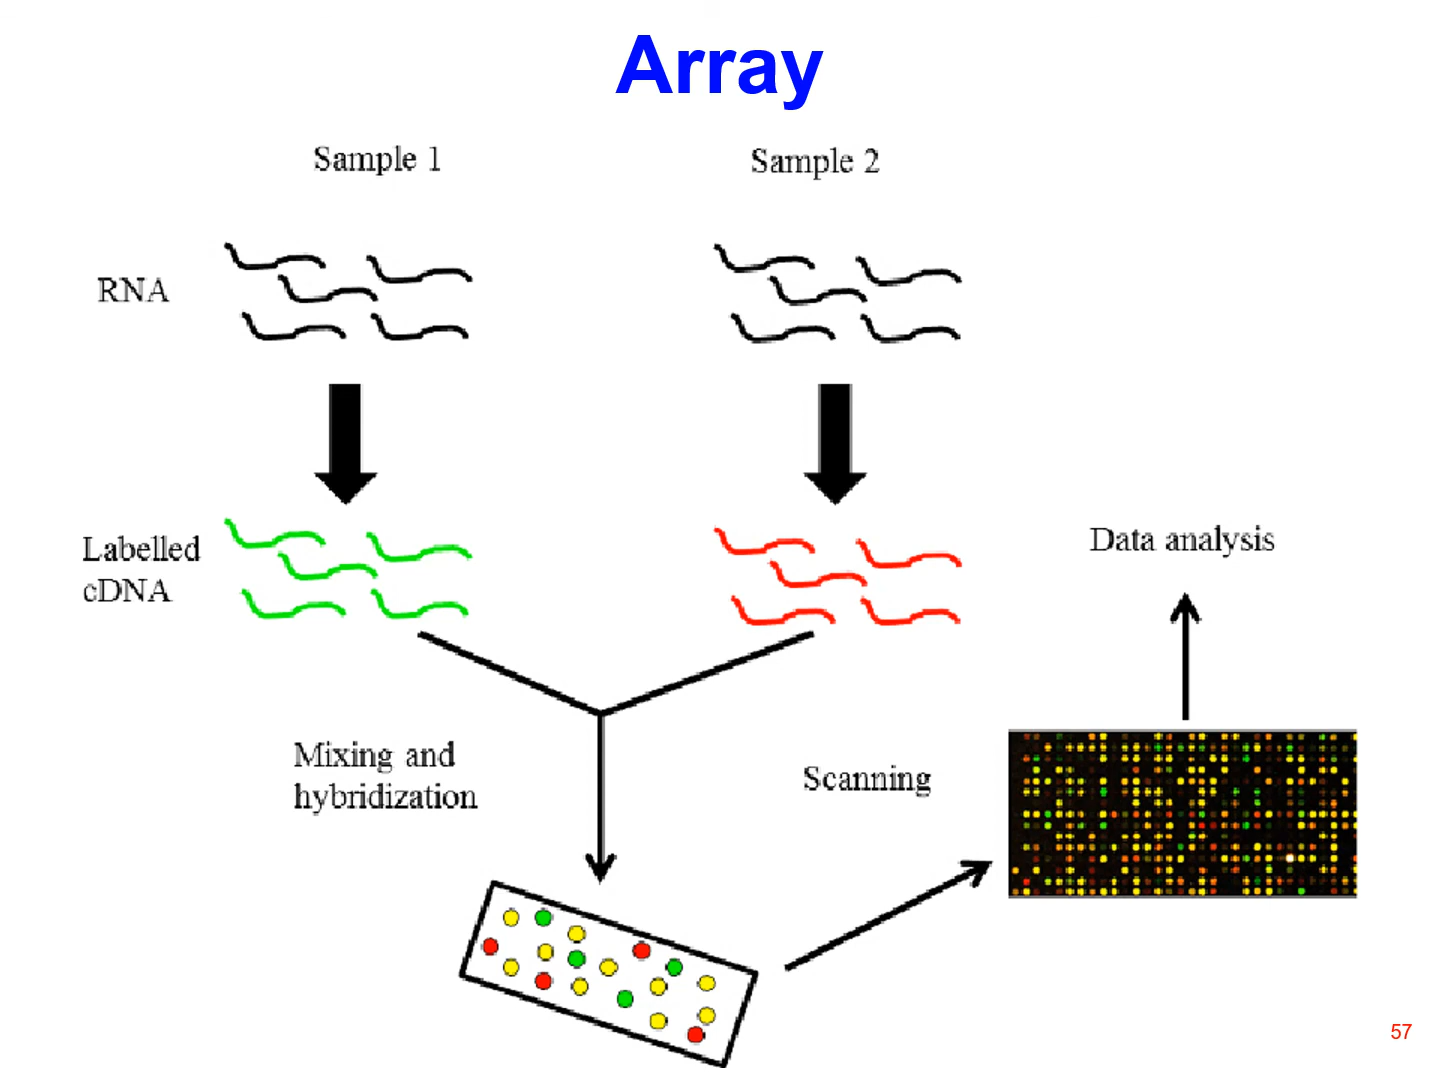 Array
Sample 1
Sample 2
RNA
Labelled
cDNA
Data analysis
Mixing and
hybridization
Scanning
57